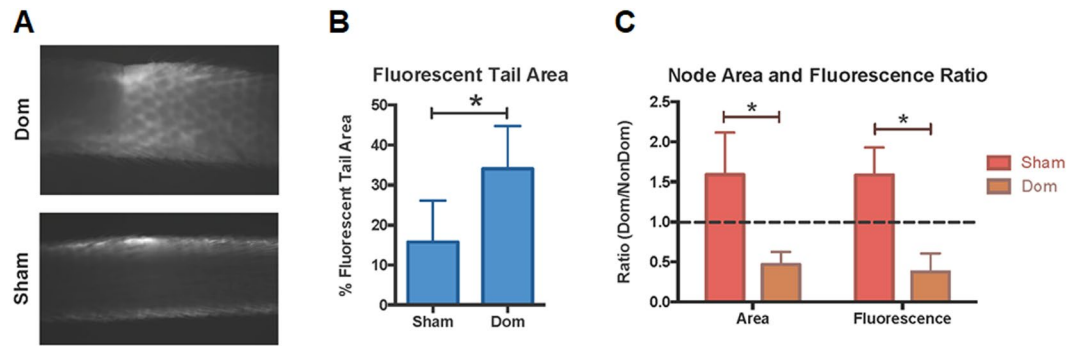 A
Dom
Sham
B
Fluorescent Tail Area
% Fluorescent Tail Area
50
40
30
20
10
0
*
Sham
Dom
C
Node Area and Fluorescence Ratio
Ratio (Dom/NonDom)
2.5
2.0
1.5
1.0
0.5
0.0
*
*
Area
Fluorescence
Sham
Dom